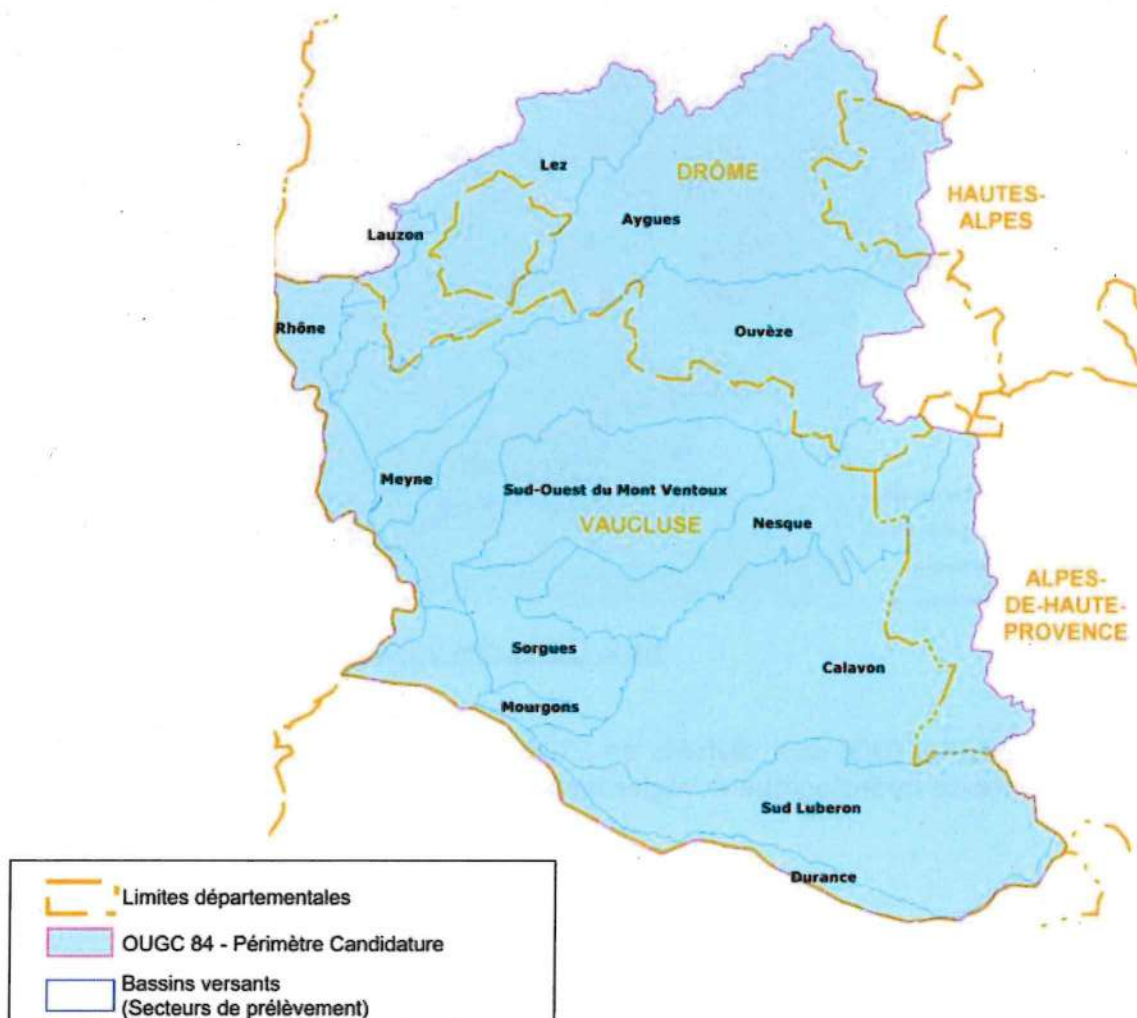 Lez
DRÔME
HAUTES-
ALPES
Aygues
Lauzon
Rhône
Ouvèze
Meyne
Sud-Ouest du Mont Ventoux
VAUCLUSE
Nesque
ALPES-
DE-HAUTE-
PROVENCE
Sorgues
Calavon
Mourgons
Sud Luberon
Durance
Limites départementales
OUGC 84 - Périmètre Candidature
Bassins versants
(Secteurs de prélèvement)